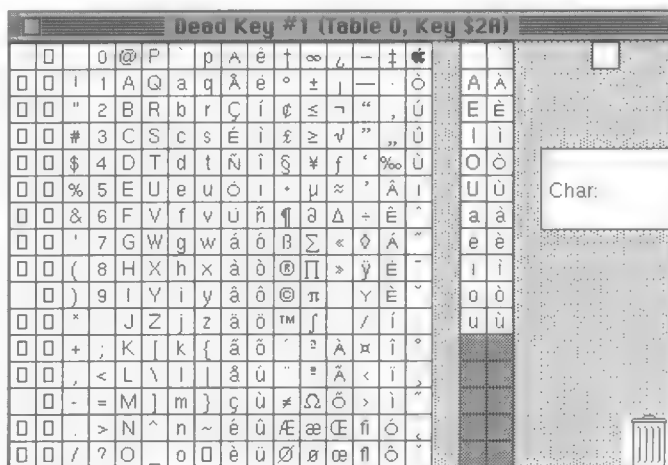 Dead Key #1 (Table 0, Key $2A)
0 @ P ` p Ä ê † ∞ ¿ – ‡  `
! 1 A Q a q Å ë ° ± ¡ — · Ò A À
" 2 B R b r Ç í ¢ ≤ ¬ “ ‚ Ú E È
# 3 C S c s É ì £ ≥ √ ” „ Û I Ì
$ 4 D T d t Ñ î § ¥ ƒ ‘ ‰ Ù O Ò
% 5 E U e u Ö ï • µ ≈ ’ Â ı U Ù Char:
& 6 F V f v Ü ñ ¶ ∂ ∆ ÷ Ê ˆ a à
' 7 G W g w á ó ß ∑ « ◊ Á ˜ e è
( 8 H X h x à ò ® ∏ » ÿ Ë ¯ i ì
) 9 I Y i y â ô © π Ÿ È ˘ o ò
* J Z j z ä ö ™ ∫ / Í u ù
+ ; K [ k { ã õ ´ ª À ¤ Î ˚
, < L \ l | å ú ¨ º Ã ‹ Ï ¸
- = M ] m } ç ù ≠ Ω Õ › Ì ˝
. > N ^ n ~ é û Æ æ Œ ﬁ Ó ˛
/ ? O _ o è ü Ø ø œ ﬂ Ô ˇ